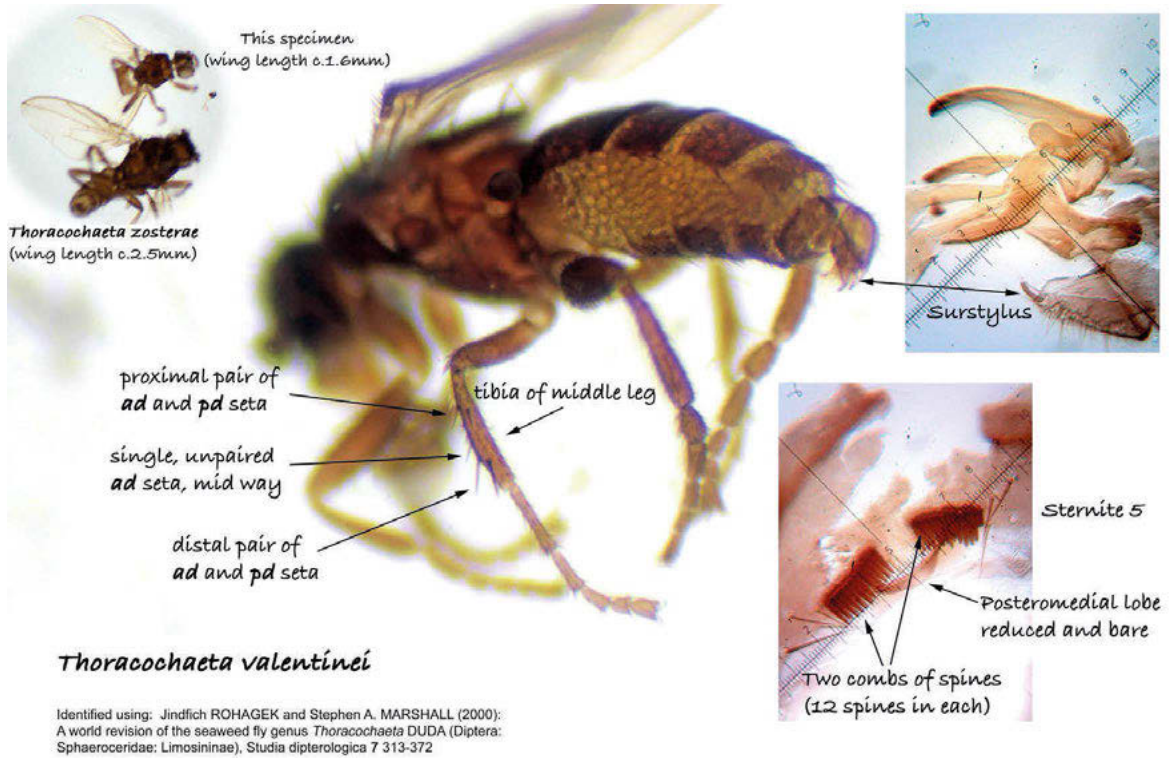 This specimen
(wing length c.1.6mm)
Thoracochaeta zosterae
(wing length c.2.5mm)
Surstylus
proximal pair of
ad and pd seta
tibia of middle leg
single, unpaired
ad seta, mid way
distal pair of
ad and pd seta
Sternite 5
Posteromedial lobe
reduced and bare
Two combs of spines
(12 spines in each)
Thoracochaeta valentinei
Identified using: Jindfich ROHAGEK and Stephen A. MARSHALL (2000):
A world revision of the seaweed fly genus Thoracochaeta DUDA (Diptera:
Sphaeroceridae: Limosininae), Studia dipterologica 7 313-372